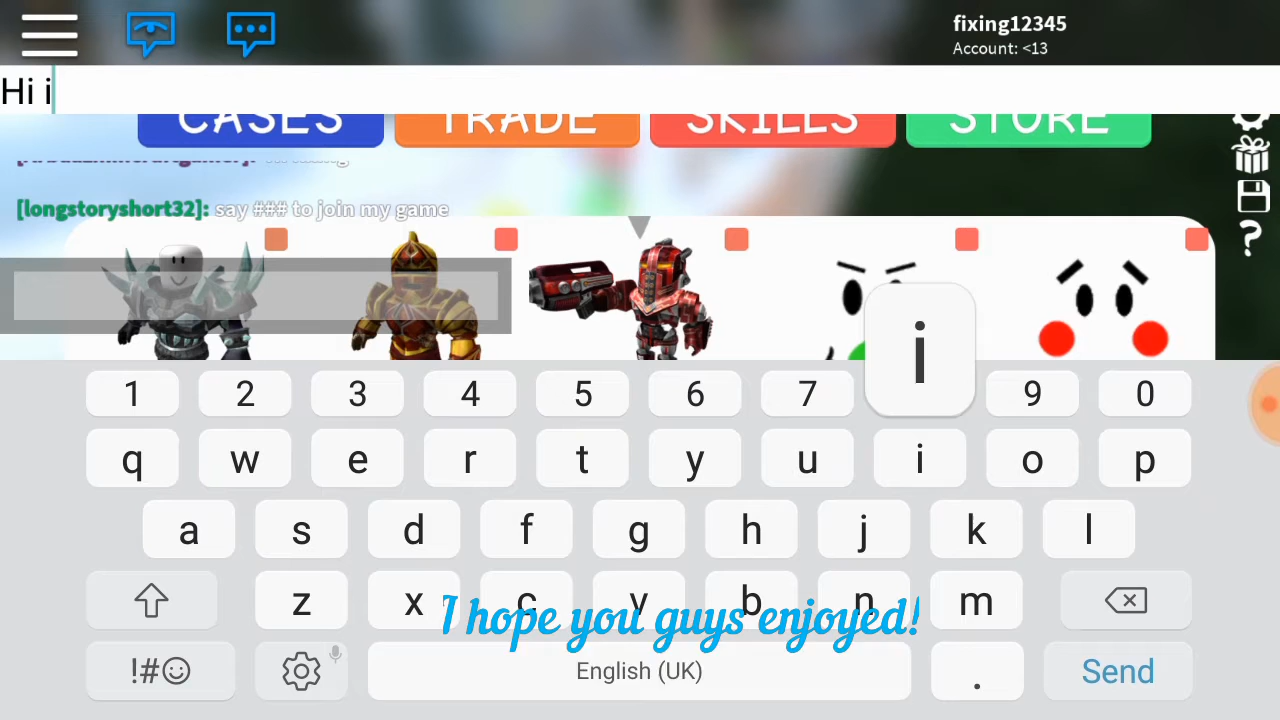 fixing12345
Account: <13
Hi i
CASES TRADE SKILLS STORE
[longstoryshort32]: say ### to join my game
i
1 2 3 4 5 6 7 9 0
q w e r t y u i o p
a s d f g h j k l
z x c v b n m
I hope you guys enjoyed!
!#☺ English (UK) . Send